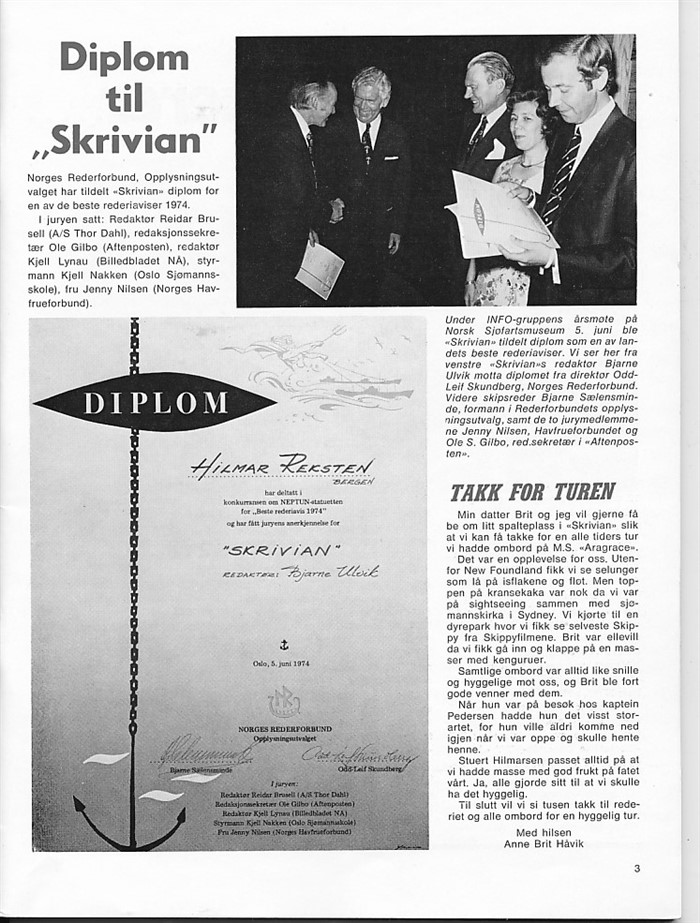 Diplom
til
„Skrivian”
Norges Rederforbund, Opplysningsut-
valget har tildelt «Skrivian» diplom for
en av de beste rederiaviser 1974.
I juryen satt: Redaktør Reidar Bru-
sell (A/S Thor Dahl), redaksjonssekre-
tær Ole Gilbo (Aftenposten), redaktør
Kjell Lynau (Billedbladet NÅ), styr-
mann Kjell Nakken (Oslo Sjømanns-
skole), fru Jenny Nilsen (Norges Hav-
frueforbund).
DIPLOM
Under INFO-gruppens årsmøte på
Norsk Sjøfartsmuseum 5. juni ble
«Skrivian» tildelt diplom som en av lan-
dets beste rederiaviser. Vi ser her fra
venstre «Skrivian»s redaktør Bjarne
Ulvik motta diplomet fra direktør Odd-
Leif Skundberg, Norges Rederforbund.
Videre skipsreder Bjarne Sælensmin-
de, formann i Rederforbundets opplys-
ningsutvalg, samt de to jurymedlemme-
ne Jenny Nilsen, Havfrueforbundet og
Ole S. Gilbo, red.sekretær i «Aftenpos-
ten».
DIPLOM
HILMAR REKSTEN
BERGEN
har deltatt i
konkurransen om NEPTUN-statuetten
for „Beste rederiavis 1974”
og har fått juryens anerkjennelse for
"SKRIVIAN"
REDAKTØR: Bjarne Ulvik
Oslo, 5. juni 1974
NR
NORGES REDERFORBUND
Opplysningsutvalget
Bjarne Sælensminde
Odd-Leif Skundberg
I juryen:
Redaktør Reidar Brusell (A/S Thor Dahl)
Redaksjonssekretær Ole Gilbo (Aftenposten)
Redaktør Kjell Lynau (Billedbladet NÅ)
Styrmann Kjell Nakken (Oslo Sjømannsskole)
Fru Jenny Nilsen (Norges Havfrueforbund)
TAKK FOR TUREN
Min datter Brit og jeg vil gjerne få
be om litt spalteplass i «Skrivian» slik
at vi kan få takke for en alle tiders tur
vi hadde ombord på M.S. «Aragrace».
Det var en opplevelse for oss. Uten-
for New Foundland fikk vi se selunger
som lå på isflakene og flot. Men top-
pen på kransekaka var nok da vi var
på sightseeing sammen med sjø-
mannskirka i Sydney. Vi kjørte til en
dyrepark hvor vi fikk se selveste Skip-
py fra Skippyfilmene. Brit var ellevill
da vi fikk gå inn og klappe på en mas-
ser med kenguruer.
Samtlige ombord var alltid like snille
og hyggelige mot oss, og Brit ble fort
gode venner med dem.
Når hun var på besøk hos kaptein
Pedersen hadde hun det visst stor-
artet, for hun ville aldri komme ned
igjen når vi var oppe og skulle hente
henne.
Stuert Hilmarsen passet alltid på at
vi hadde masse med god frukt på fatet
vårt. Ja, alle gjorde sitt til at vi skulle
ha det hyggelig.
Til slutt vil vi si tusen takk til rede-
riet og alle ombord for en hyggelig tur.
Med hilsen
Anne Brit Håvik
3